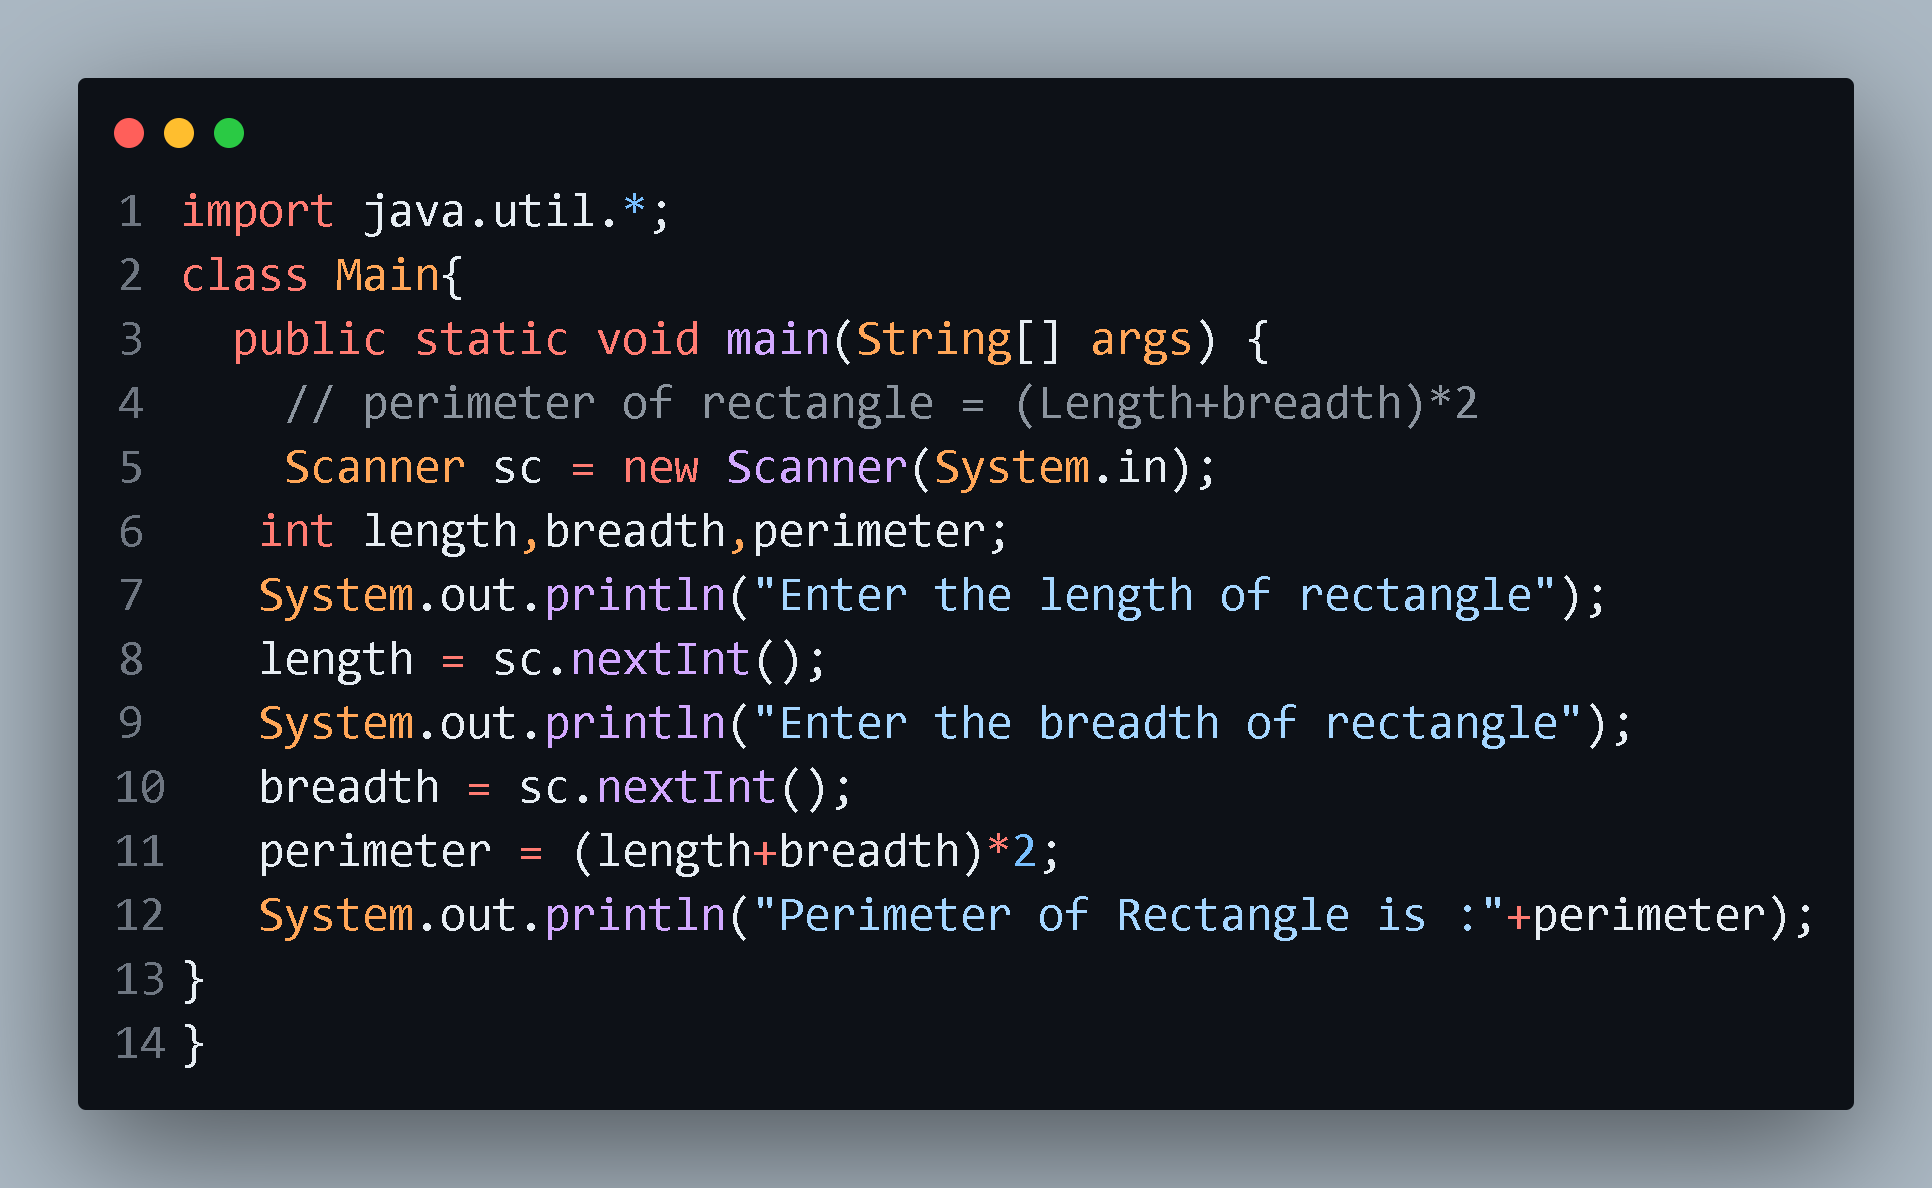 1 import java.util.*;
2 class Main{
3   public static void main(String[] args) {
4     // perimeter of rectangle = (Length+breadth)*2
5     Scanner sc = new Scanner(System.in);
6    int length,breadth,perimeter;
7    System.out.println("Enter the length of rectangle");
8    length = sc.nextInt();
9    System.out.println("Enter the breadth of rectangle");
10    breadth = sc.nextInt();
11    perimeter = (length+breadth)*2;
12    System.out.println("Perimeter of Rectangle is :"+perimeter);
13 }
14 }